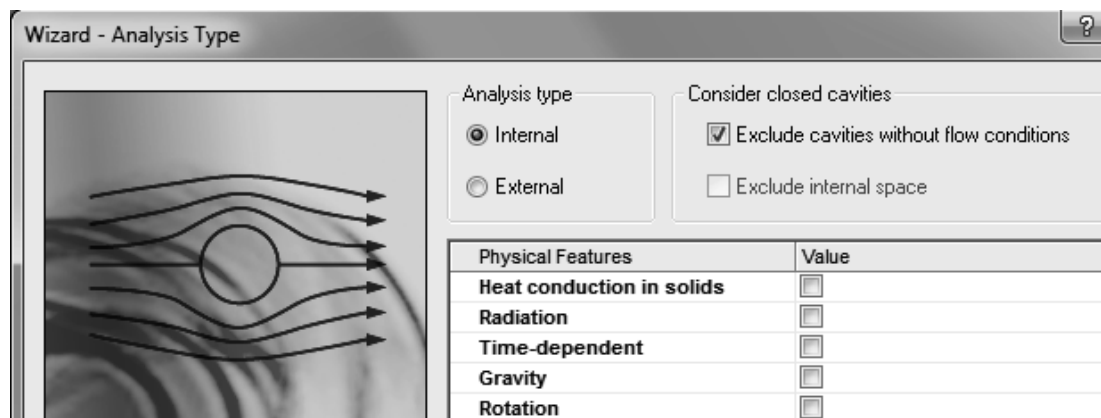 Wizard - Analysis Type
?
Analysis type
Internal
External
Consider closed cavities
Exclude cavities without flow conditions
Exclude internal space
Physical Features Value
Heat conduction in solids
Radiation
Time-dependent
Gravity
Rotation